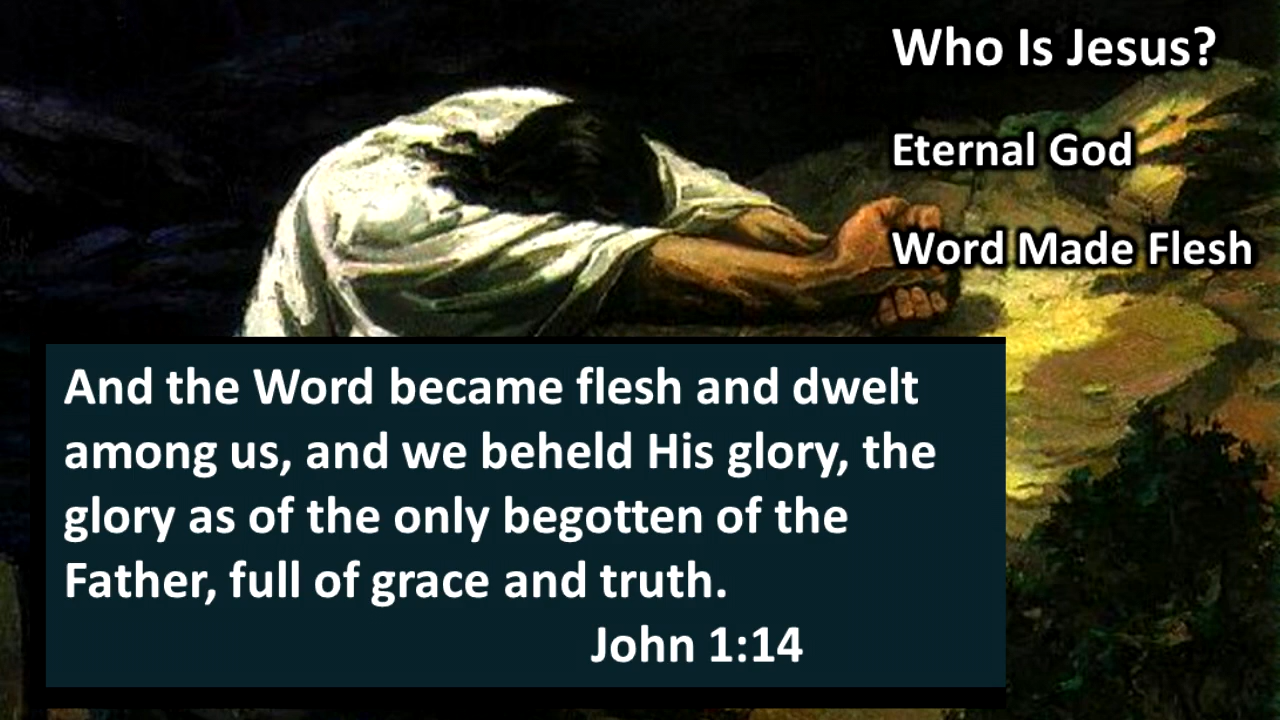 Who Is Jesus?
Eternal God
Word Made Flesh
And the Word became flesh and dwelt
among us, and we beheld His glory, the
glory as of the only begotten of the
Father, full of grace and truth.
John 1:14